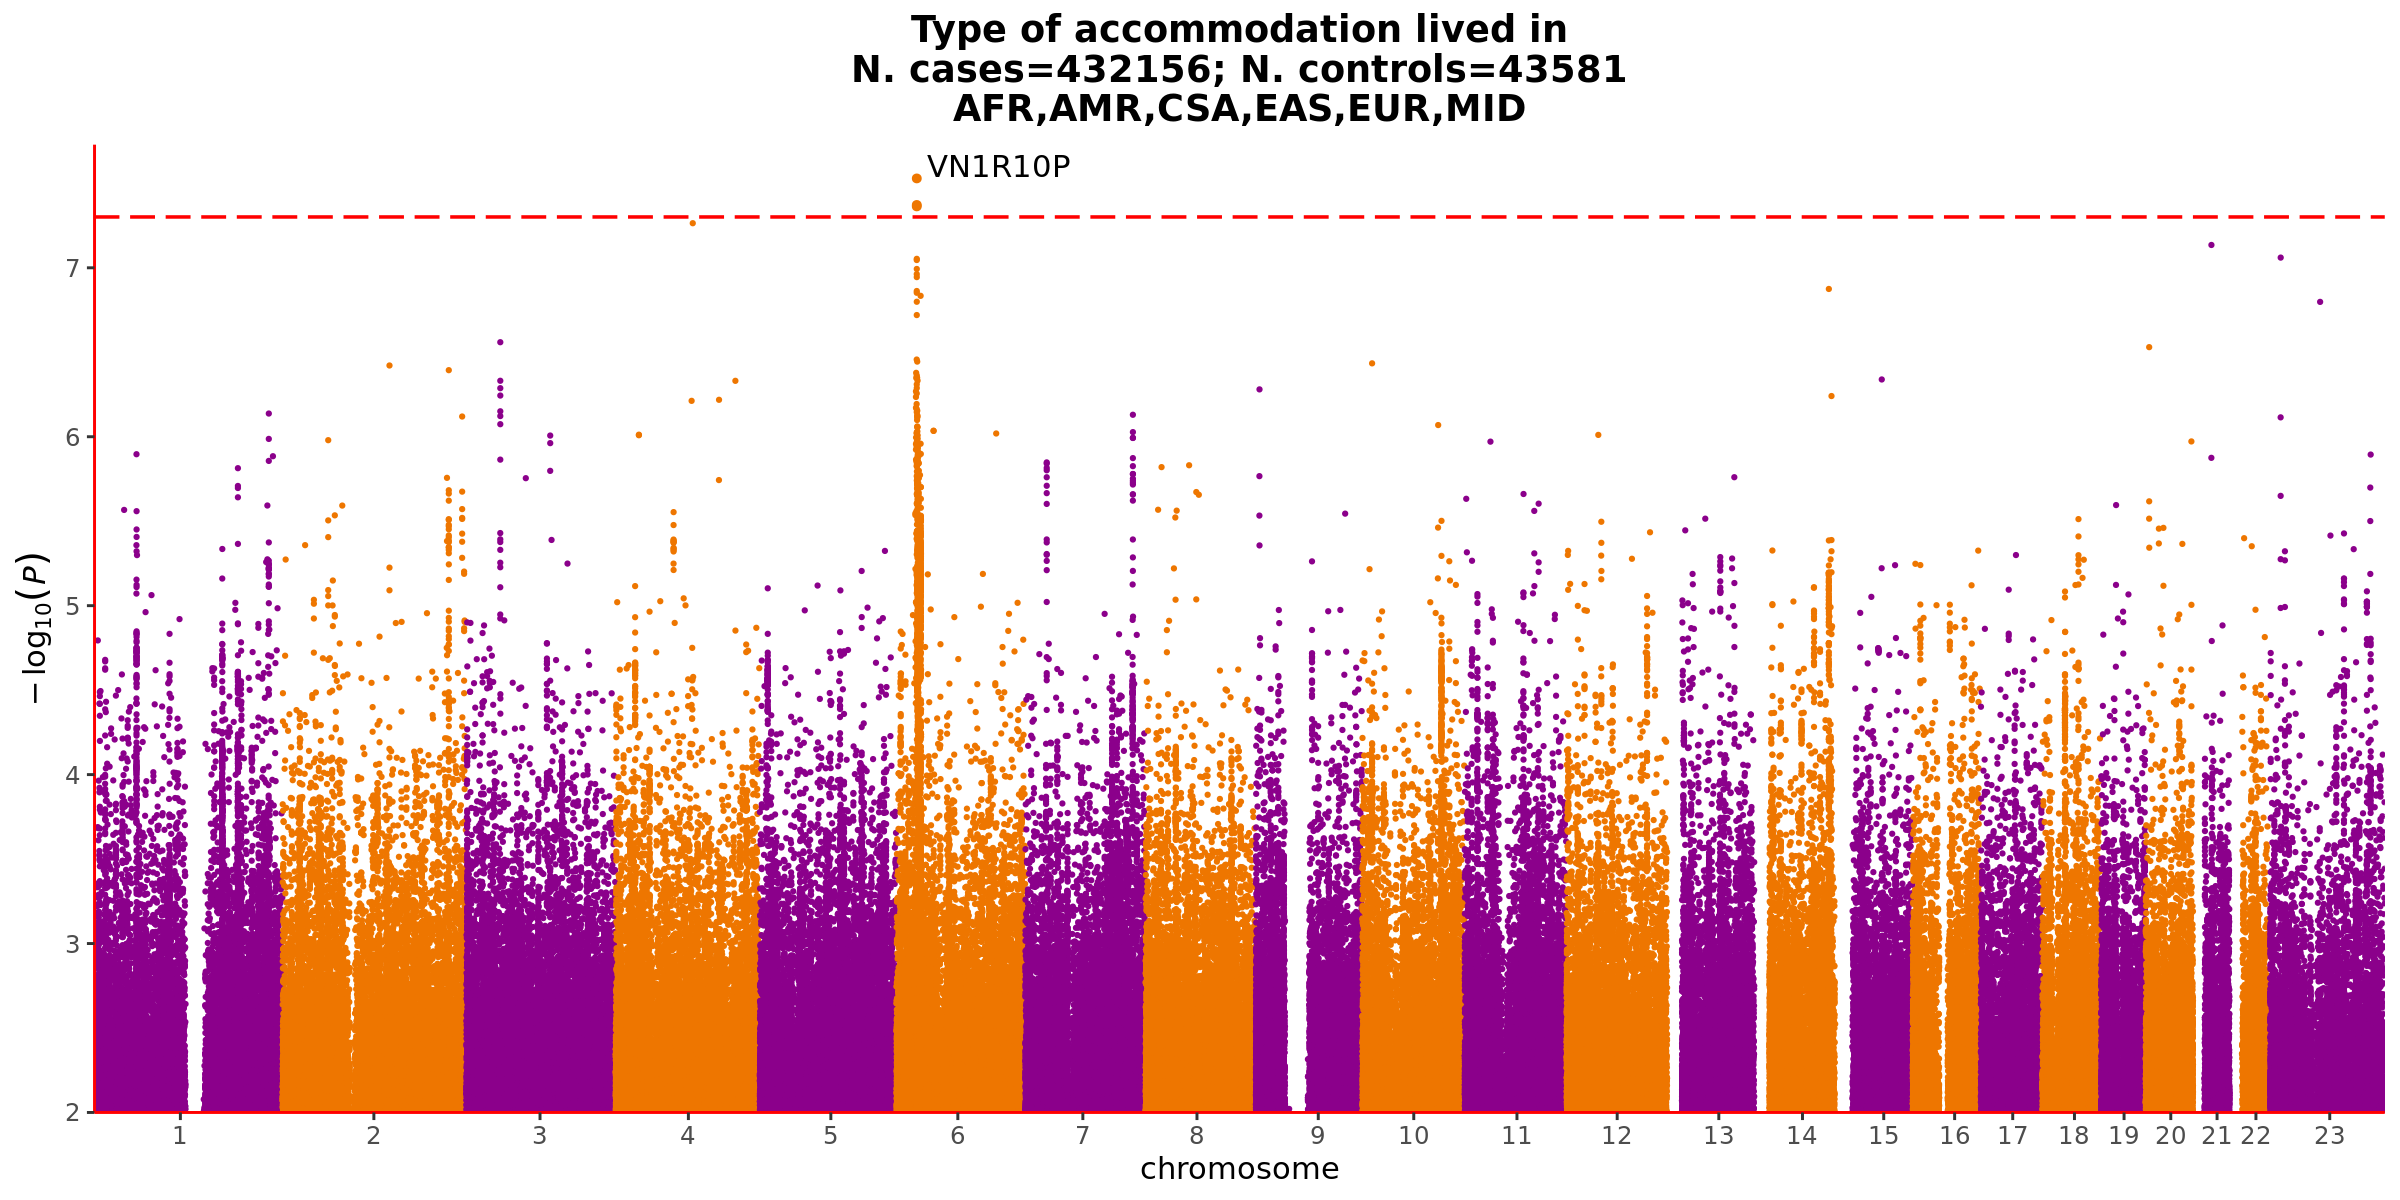 Type of accommodation lived in
N. cases=432156; N. controls=43581
AFR,AMR,CSA,EAS,EUR,MID
VN1R10P
7
6
5
4
3
2
−log10(P)
1 2 3 4 5 6 7 8 9 10 11 12 13 14 15 16 17 18 19 20 21 22 23
chromosome